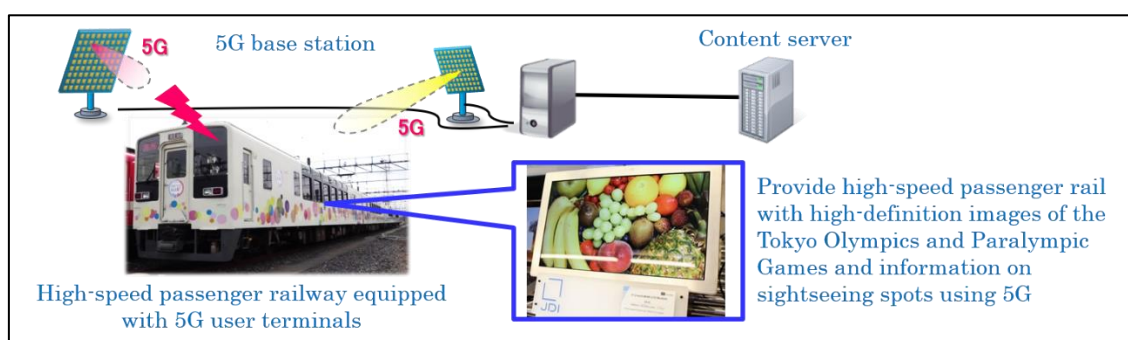 5G
5G base station
Content server
5G
Provide high-speed passenger rail
with high-definition images of the
Tokyo Olympics and Paralympic
Games and information on
sightseeing spots using 5G
High-speed passenger railway equipped
with 5G user terminals
JDI